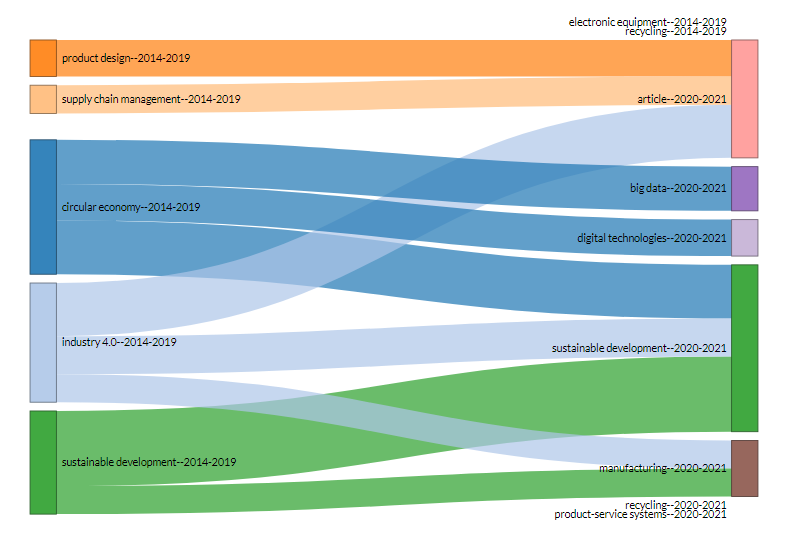 electronic equipment--2014-2019
recycling--2014-2019
product design--2014-2019
supply chain management--2014-2019
article--2020-2021
big data--2020-2021
circular economy--2014-2019
digital technologies--2020-2021
industry 4.0--2014-2019
sustainable development--2020-2021
sustainable development--2014-2019
manufacturing--2020-2021
recycling--2020-2021
product-service systems--2020-2021